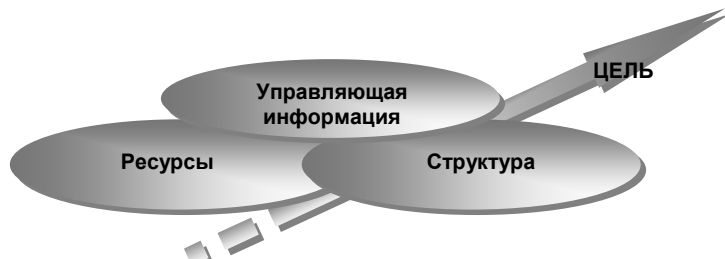 ЦЕЛЬ
Управляющая
информация
Ресурсы
Структура